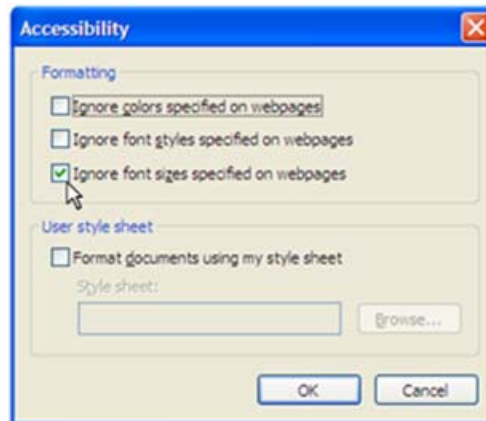 Accessibility
Formatting
Ignore colors specified on webpages
Ignore font styles specified on webpages
Ignore font sizes specified on webpages
User style sheet
Format documents using my style sheet
Style sheet:
Browse...
OK Cancel